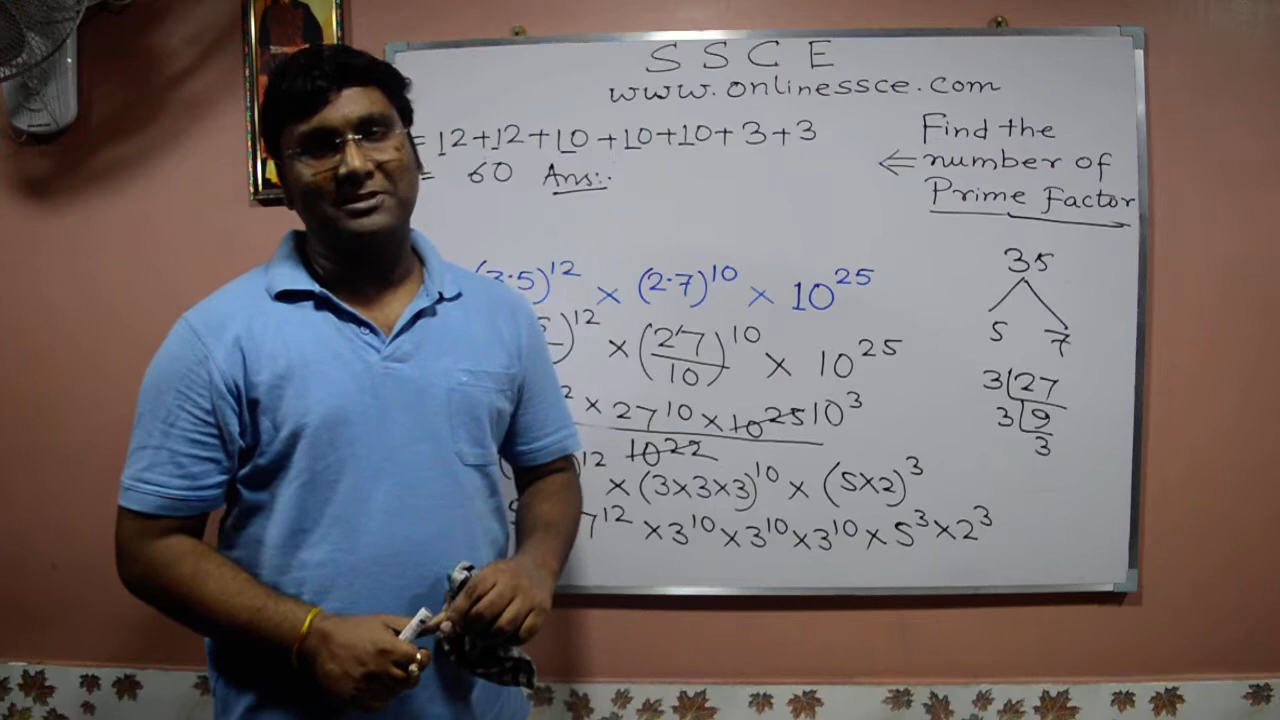 S S C E
www.onlinessce.com
= 12+12+10+10+10+3+3
= 60 Ans:.
Find the
⇐ number of
Prime Factor
(3·5)^12 × (2·7)^10 × 10^25
)^12 × (27/10)^10 × 10^25
× 27^10 × 10^25 10^3
10^22
)^12 × (3×3×3)^10 × (5×2)^3
7^12 × 3^10 × 3^10 × 3^10 × 5^3 × 2^3
35
5 7
3 27
3 9
3